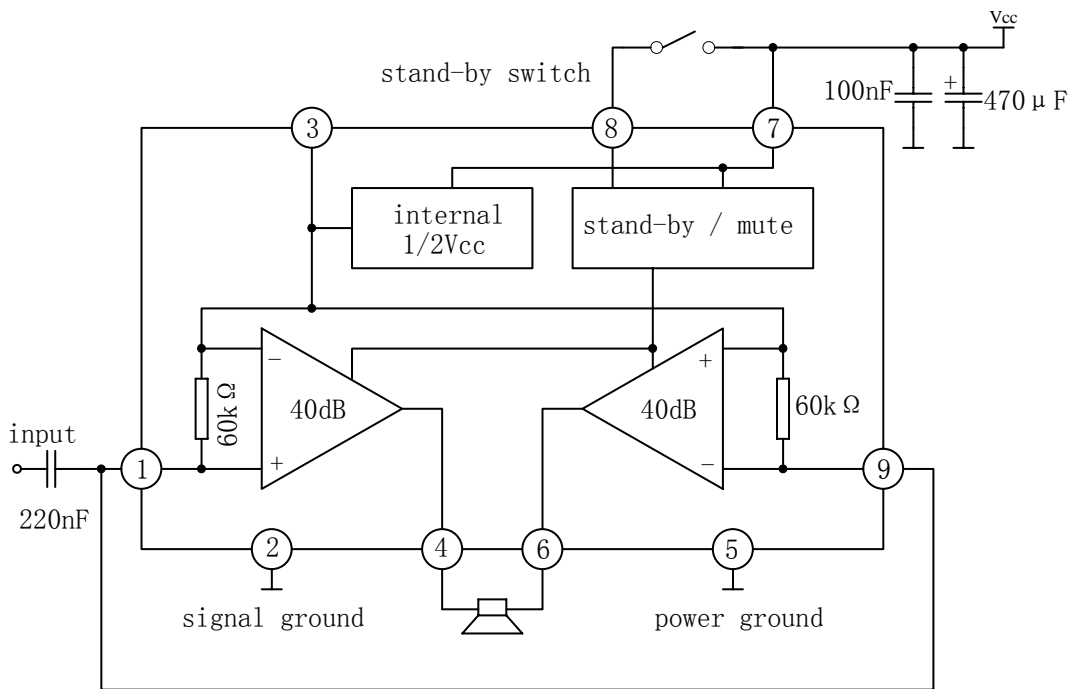 Vcc
stand-by switch
100nF
+
470μF
3
8
7
internal
1/2Vcc
stand-by / mute
−
+
40dB
40dB
60kΩ
60kΩ
input
1
+
−
9
220nF
2
4
6
5
signal ground
power ground